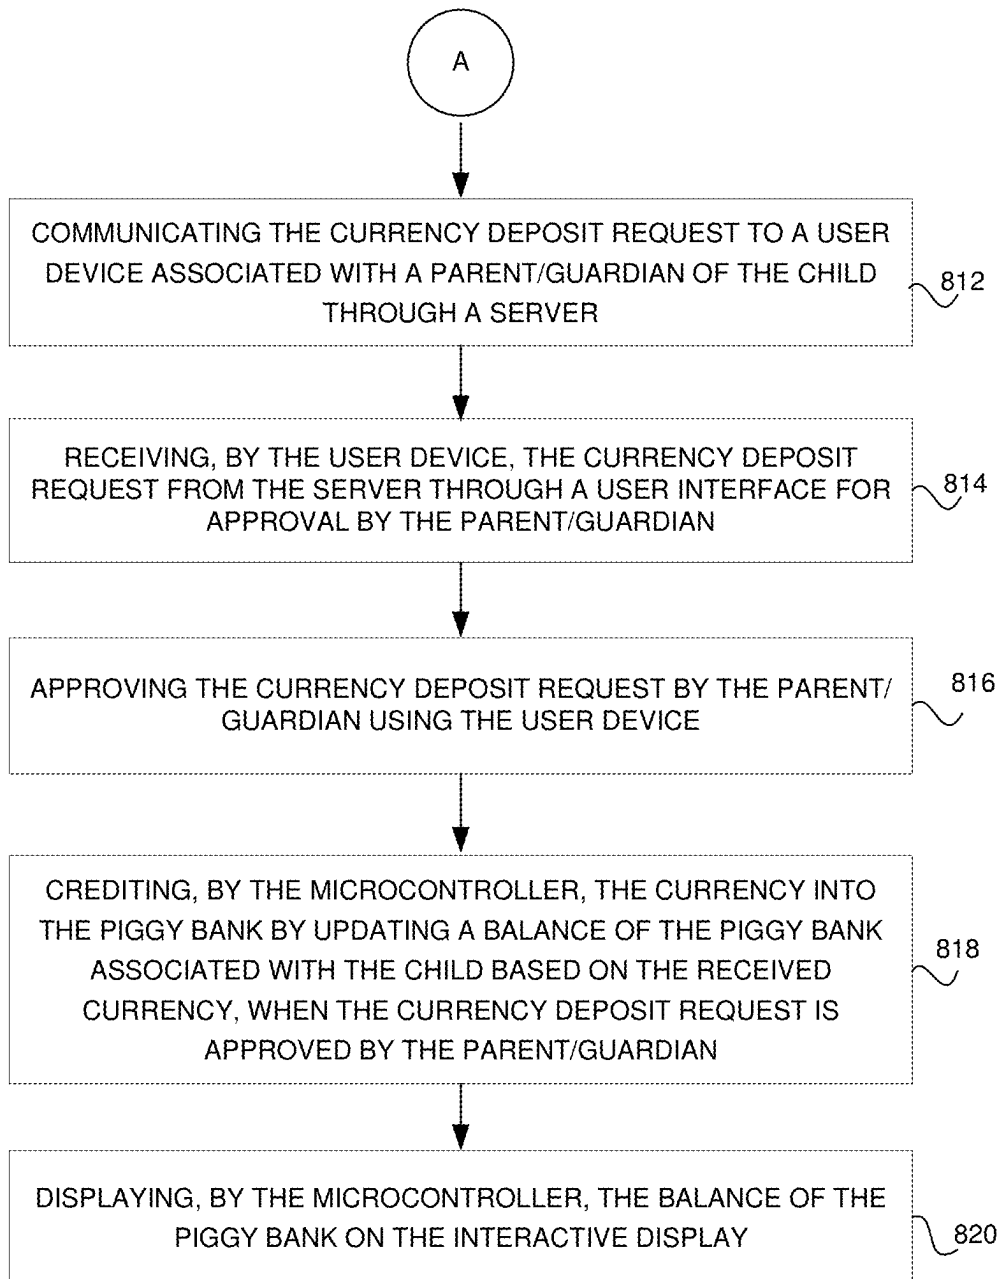 A
COMMUNICATING THE CURRENCY DEPOSIT REQUEST TO A USER
DEVICE ASSOCIATED WITH A PARENT/GUARDIAN OF THE CHILD
THROUGH A SERVER
812
RECEIVING, BY THE USER DEVICE, THE CURRENCY DEPOSIT
REQUEST FROM THE SERVER THROUGH A USER INTERFACE FOR
APPROVAL BY THE PARENT/GUARDIAN
814
APPROVING THE CURRENCY DEPOSIT REQUEST BY THE PARENT/
GUARDIAN USING THE USER DEVICE
816
CREDITING, BY THE MICROCONTROLLER, THE CURRENCY INTO
THE PIGGY BANK BY UPDATING A BALANCE OF THE PIGGY BANK
ASSOCIATED WITH THE CHILD BASED ON THE RECEIVED
CURRENCY, WHEN THE CURRENCY DEPOSIT REQUEST IS
APPROVED BY THE PARENT/GUARDIAN
818
DISPLAYING, BY THE MICROCONTROLLER, THE BALANCE OF THE
PIGGY BANK ON THE INTERACTIVE DISPLAY
820